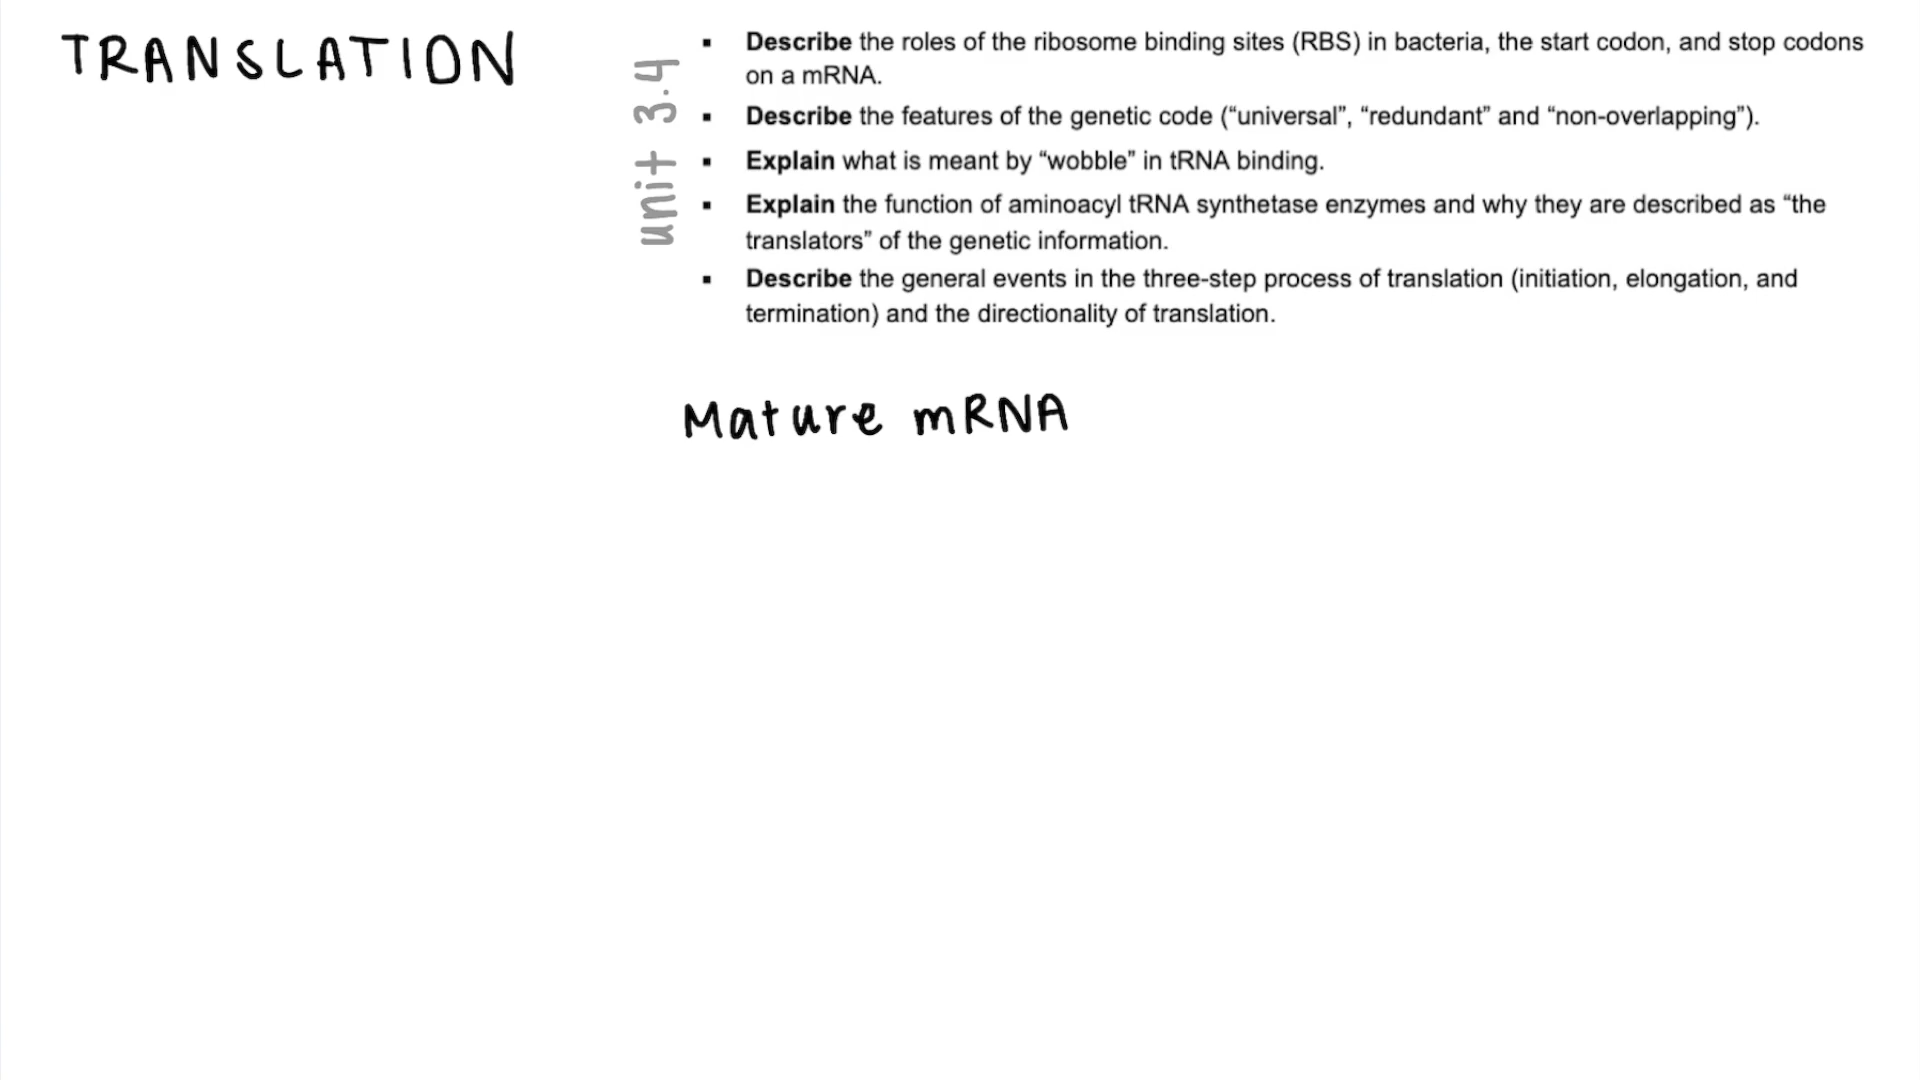 TRANSLATION
unit 3.4
▪ Describe the roles of the ribosome binding sites (RBS) in bacteria, the start codon, and stop codons
on a mRNA.
▪ Describe the features of the genetic code (“universal”, “redundant” and “non-overlapping”).
▪ Explain what is meant by “wobble” in tRNA binding.
▪ Explain the function of aminoacyl tRNA synthetase enzymes and why they are described as “the
translators” of the genetic information.
▪ Describe the general events in the three-step process of translation (initiation, elongation, and
termination) and the directionality of translation.
Mature mRNA